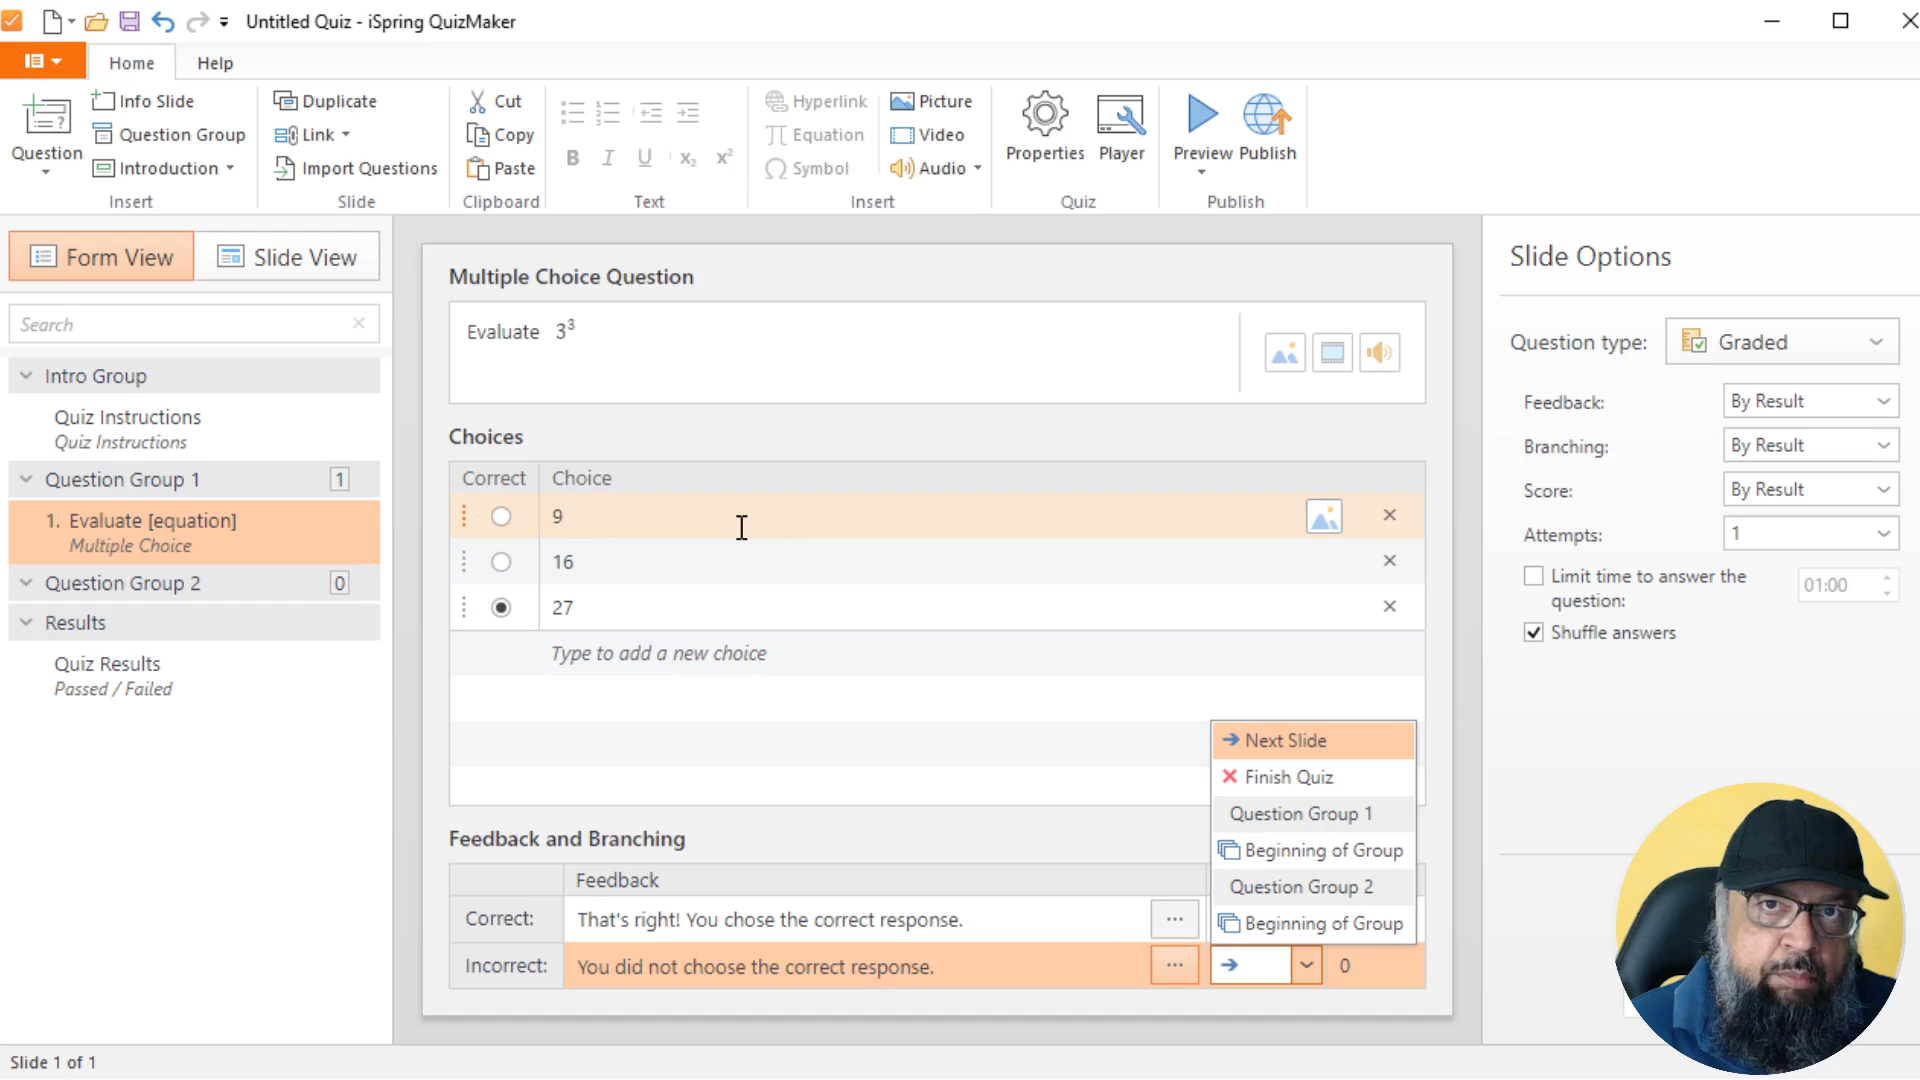 Untitled Quiz - iSpring QuizMaker
Home Help
Question
Info Slide
Question Group
Introduction
Insert
Duplicate
Link
Import Questions
Slide
Cut
Copy
Paste
Clipboard
B I U X₂ X²
Text
Hyperlink
Equation
Symbol
Picture
Video
Audio
Insert
Properties Player
Quiz
Preview Publish
Publish
Form View Slide View
Search
Intro Group
Quiz Instructions
Quiz Instructions
Question Group 1 1
1. Evaluate [equation]
Multiple Choice
Question Group 2 0
Results
Quiz Results
Passed / Failed
Multiple Choice Question
Evaluate 3³
Choices
Correct Choice
9
16
27
Type to add a new choice
Next Slide
Finish Quiz
Question Group 1
Beginning of Group
Question Group 2
Beginning of Group
Feedback and Branching
Feedback
Correct: That's right! You chose the correct response. ...
Incorrect: You did not choose the correct response. ... 0
Slide Options
Question type: Graded
Feedback: By Result
Branching: By Result
Score: By Result
Attempts: 1
Limit time to answer the
question: 01:00
Shuffle answers
Slide 1 of 1